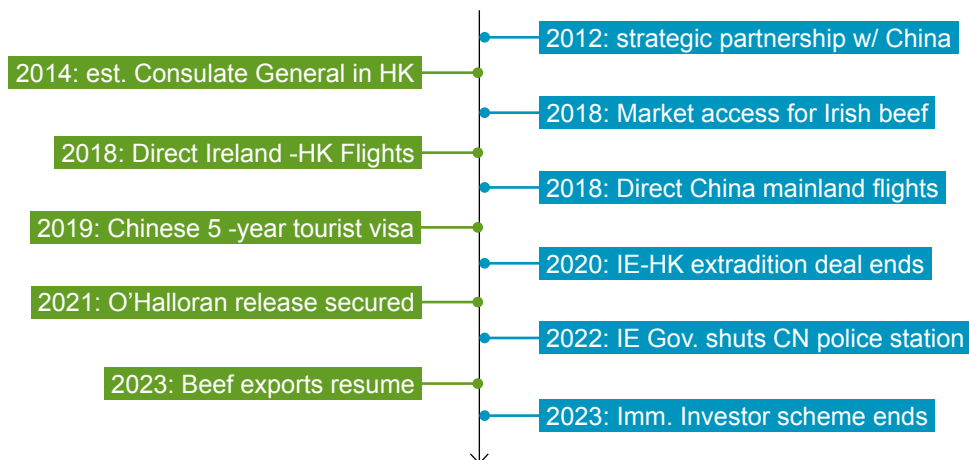 2012: strategic partnership w/ China
2014: est. Consulate General in HK
2018: Market access for Irish beef
2018: Direct Ireland -HK Flights
2018: Direct China mainland flights
2019: Chinese 5 -year tourist visa
2020: IE-HK extradition deal ends
2021: O’Halloran release secured
2022: IE Gov. shuts CN police station
2023: Beef exports resume
2023: Imm. Investor scheme ends